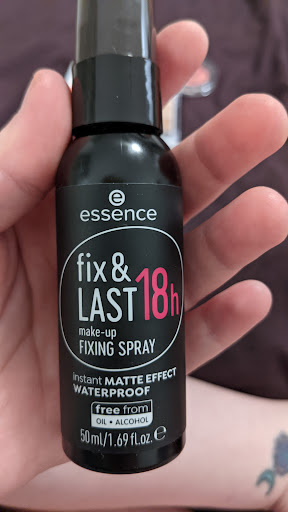 e
essence
fix &
LAST 18h
make-up
FIXING SPRAY
instant MATTE EFFECT
WATERPROOF
free from
OIL • ALCOHOL
50 ml/1.69 fl.oz. ℮